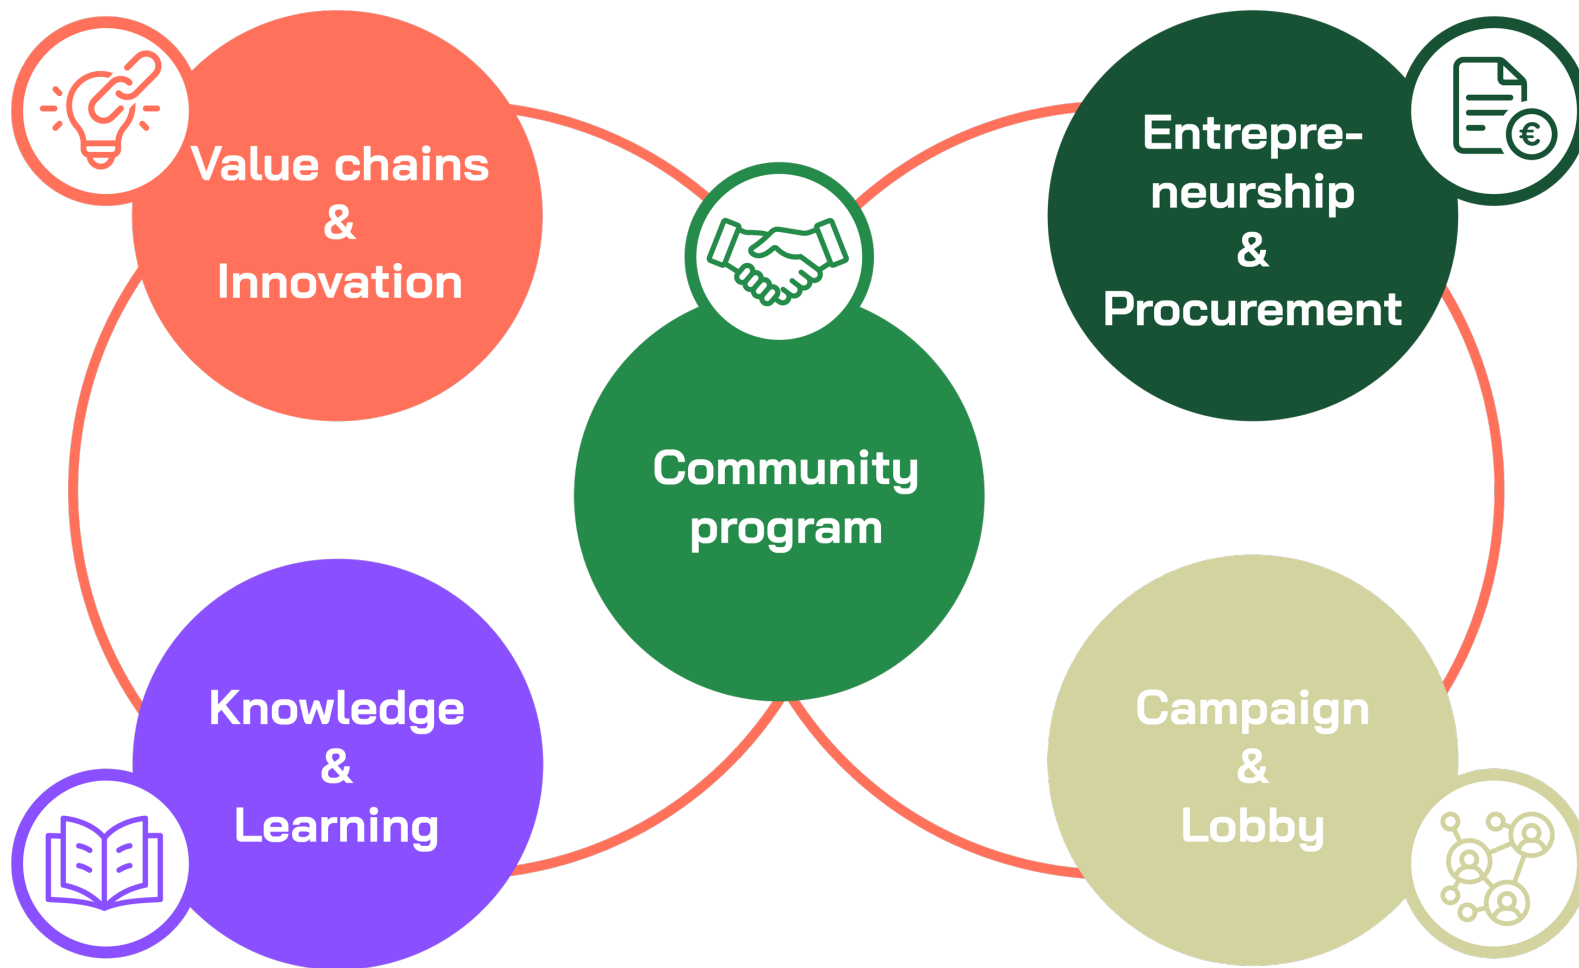 Value chains
&
Innovation
Entrepre-
neurship
&
Procurement
€
Community
program
Knowledge
&
Learning
Campaign
&
Lobby